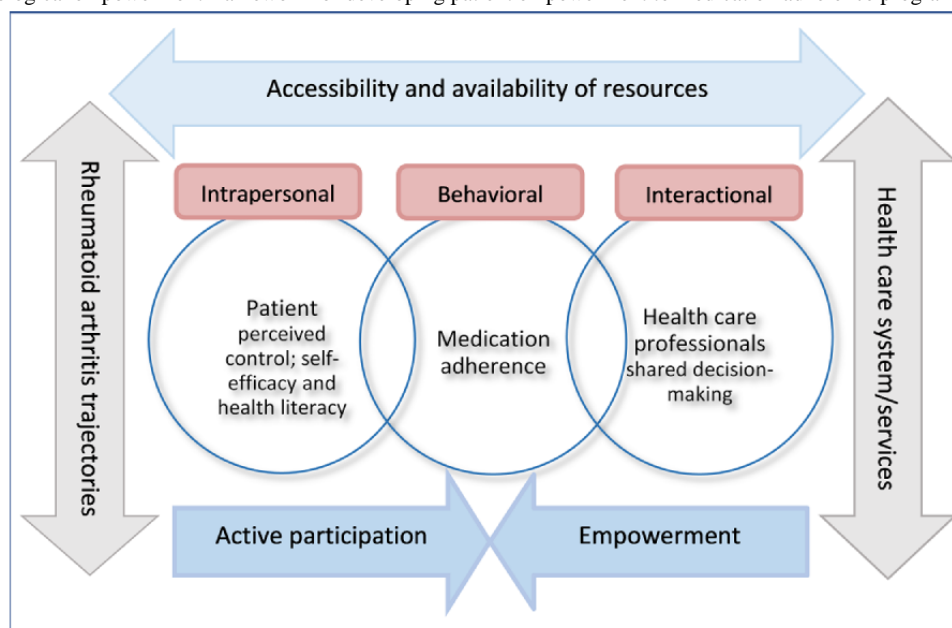 empowerment
Accessibility and availability of resources
Rheumatoid arthritis trajectories
Intrapersonal
Behavioral
Interactional
Health care system/services
Patient
perceived
control; self-
efficacy and
health literacy
Medication
adherence
Health care
professionals
shared decision-
making
Active participation
Empowerment